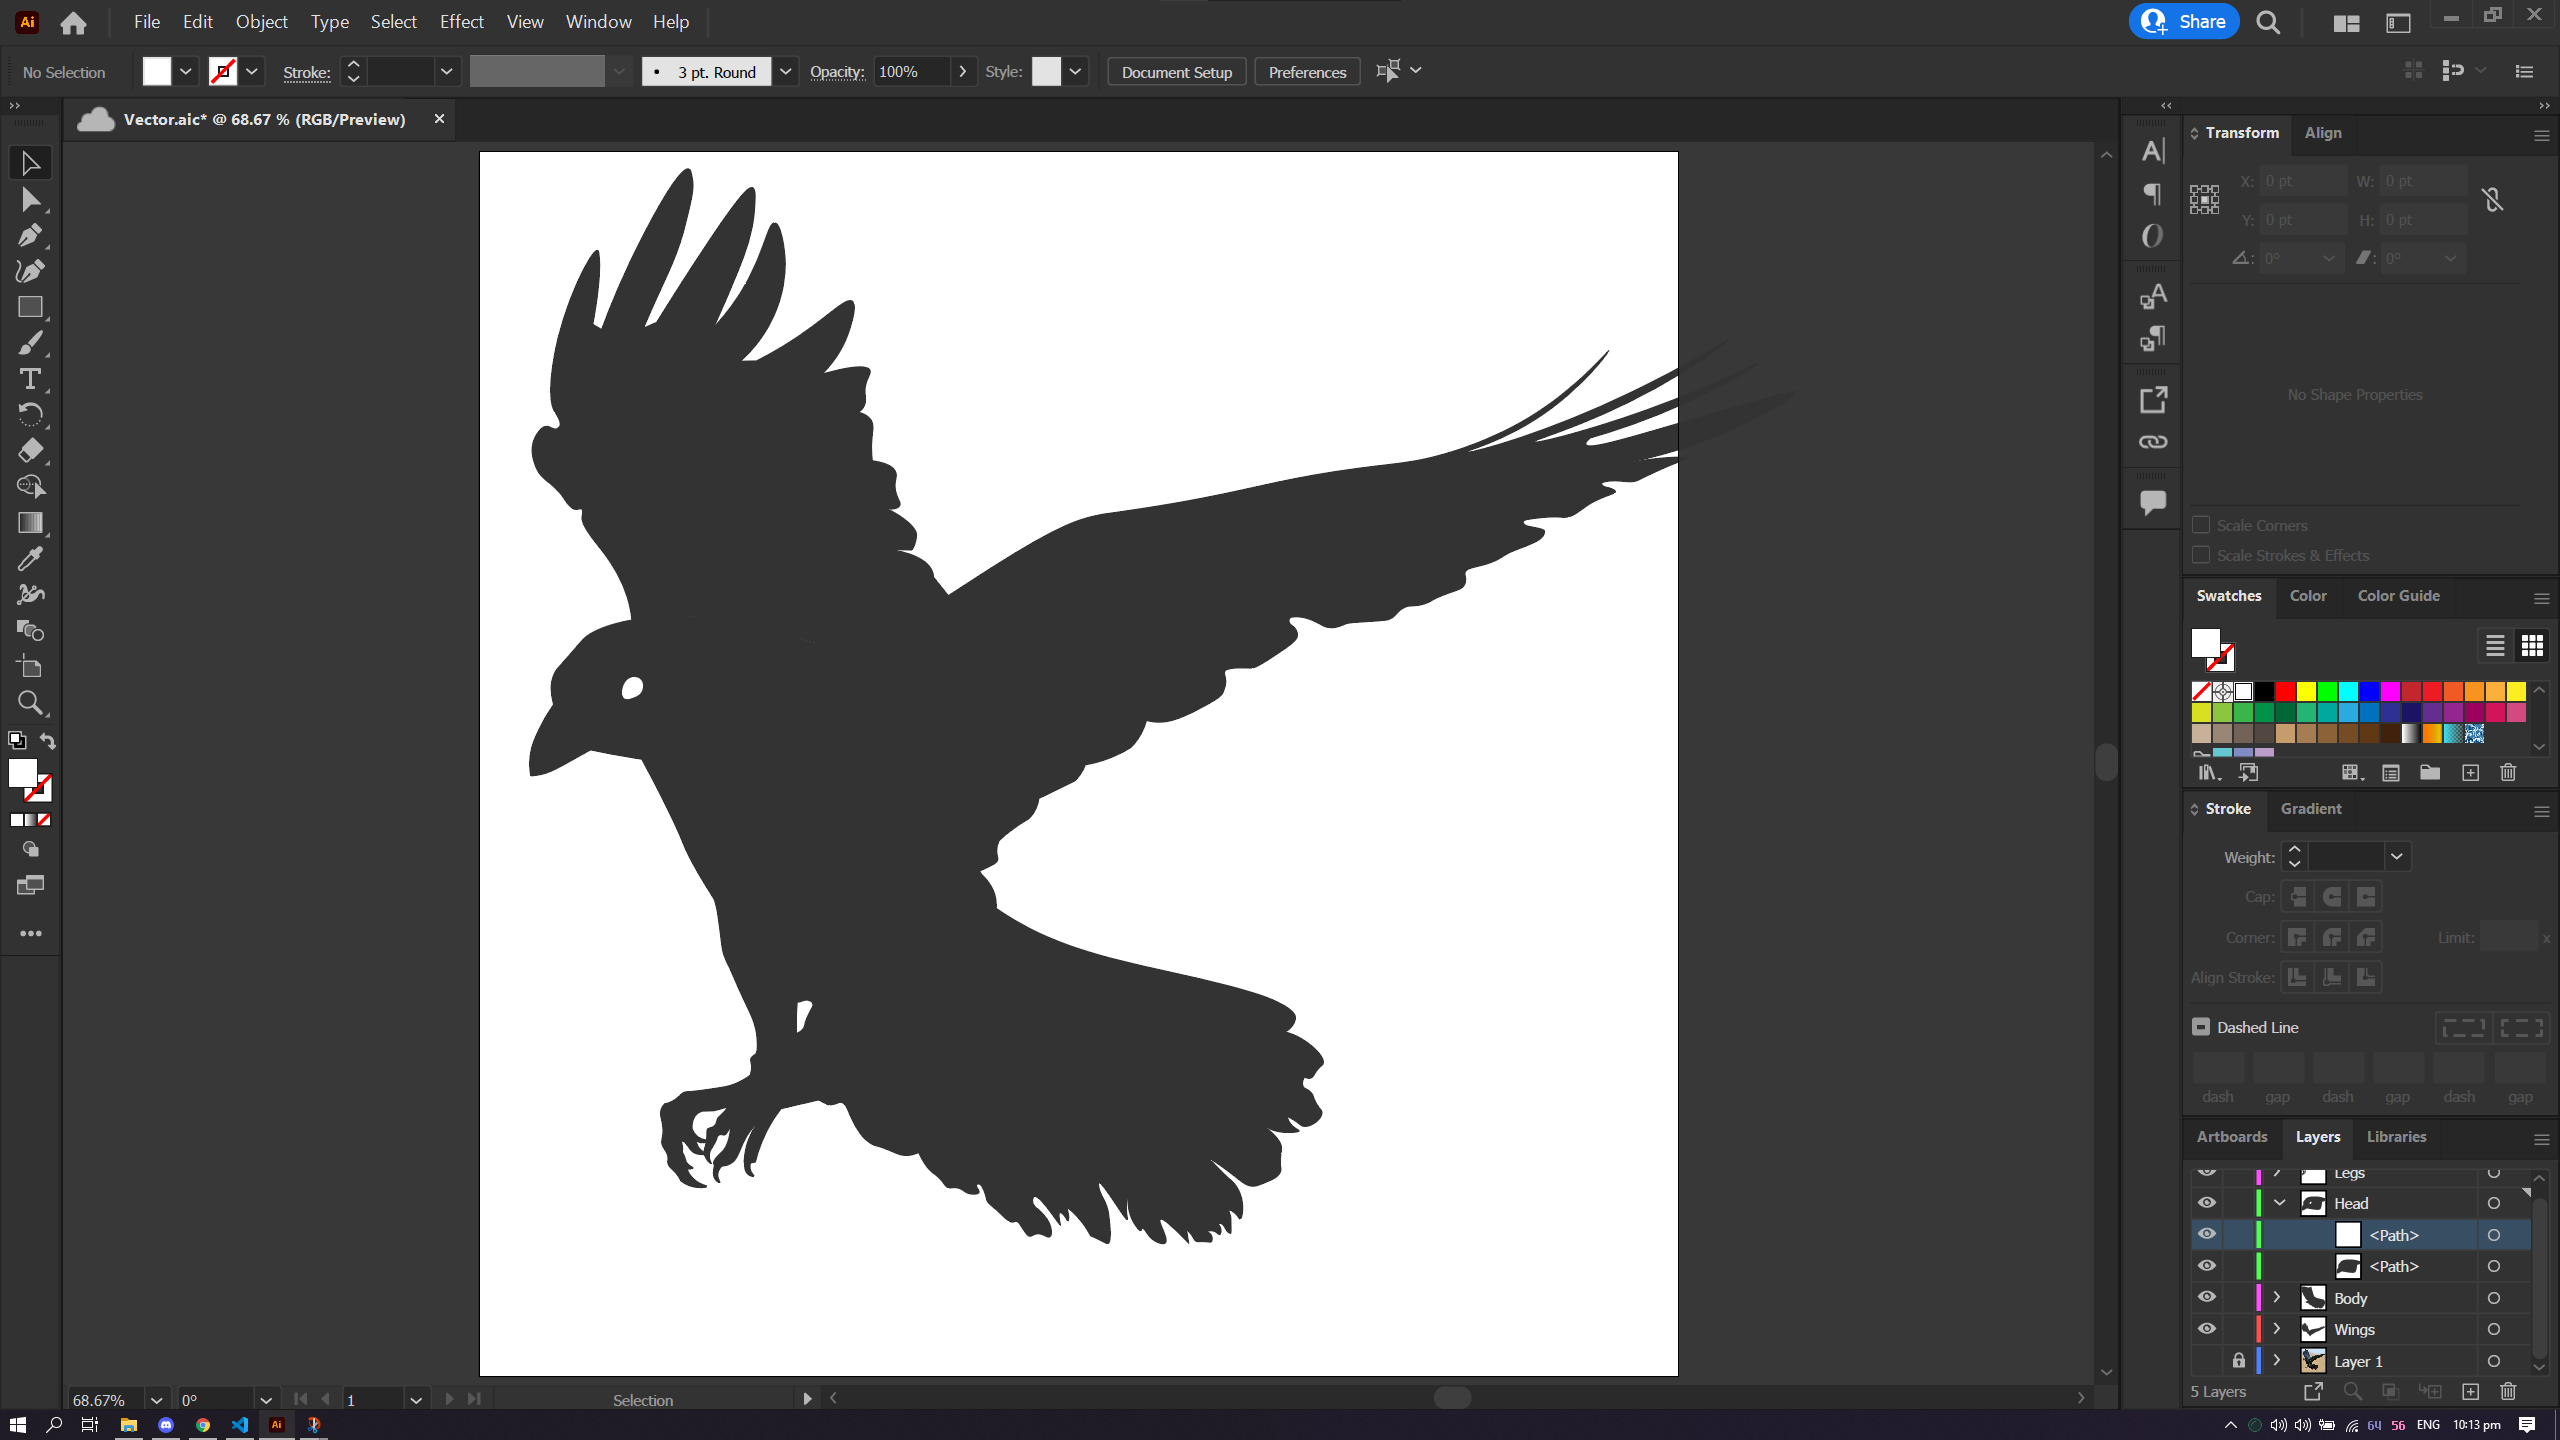 Ai File Edit Object Type Select Effect View Window Help Share
No Selection Stroke: 3 pt. Round Opacity: 100% Style: Document Setup Preferences
Vector.aic* @ 68.67 % (RGB/Preview)
Transform Align
X: 0 pt W: 0 pt
Y: 0 pt H: 0 pt
0° 0°
No Shape Properties
Scale Corners
Scale Strokes & Effects
Swatches Color Color Guide
Stroke Gradient
Weight:
Cap:
Corner: Limit: x
Align Stroke:
Dashed Line
dash gap dash gap dash gap
Artboards Layers Libraries
Legs
Head
<Path>
<Path>
Body
Wings
Layer 1
5 Layers
68.67% 0° 1 Selection
Ai 64 56 ENG 10:13 pm